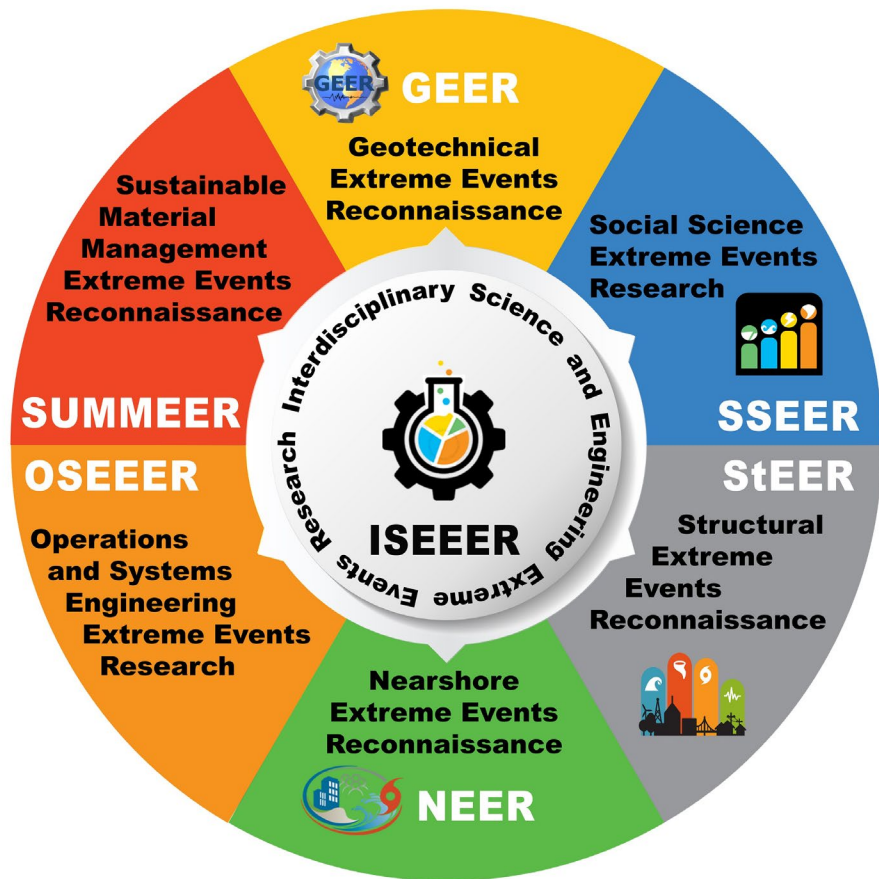 GEER
GEER
Geotechnical
Extreme Events
Reconnaissance
Social Science
Extreme Events
Research
SSEER
StEER
Structural
Extreme
Events
Reconnaissance
Nearshore
Extreme Events
Reconnaissance
NEER
OSEEER
Operations
and Systems
Engineering
Extreme Events
Research
Sustainable
Material
Management
Extreme Events
Reconnaissance
SUMMEER
Interdisciplinary Science and Engineering Extreme Events Research
ISEEER